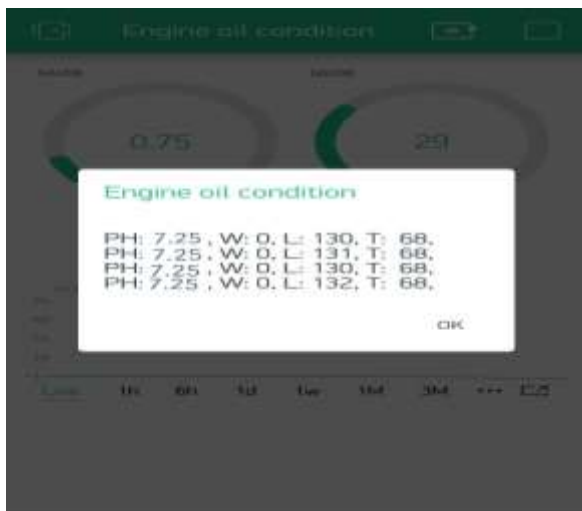 Engine oil condition
0.75
29
Engine oil condition
PH: 7.25 , W: 0, L: 130, T: 68,
PH: 7.25 , W: 0, L: 131, T: 68,
PH: 7.25 , W: 0, L: 130, T: 68,
PH: 7.25 , W: 0, L: 132, T: 68,
OK
Live 1h 6h 1d 1w 1M 3M •••